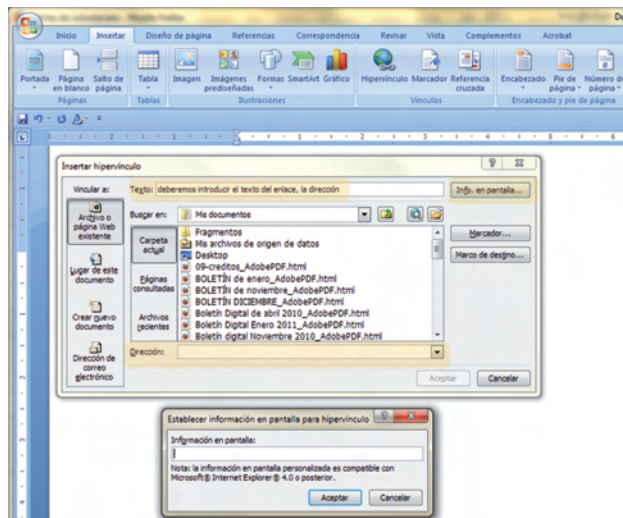 Inicio Insertar Diseño de página Referencias Correspondencia Revisar Vista Complementos Acrobat
Portada Página en blanco Salto de página Tabla Imagen Imágenes prediseñadas Formas SmartArt Gráfico Hipervínculo Marcador Referencia cruzada Encabezado Pie de página Número de página
Páginas Tablas Ilustraciones Vínculos Encabezado y pie de página
Insertar hipervínculo
Vincular a: Texto: deberemos introducir el texto del enlace, la dirección Info. en pantalla...
Archivo o página Web existente
Buscar en: Mis documentos
Carpeta actual
Fragmentos
Marcador...
Mis archivos de origen de datos
Desktop
Marco de destino...
09-creditos_AdobePDF.html
Lugar de este documento
Páginas consultadas
BOLETÍN de enero_AdobePDF.html
BOLETÍN de noviembre_AdobePDF.html
BOLETÍN DICIEMBRE_AdobePDF.html
Crear nuevo documento
Archivos recientes
Boletín Digital de abril 2010_AdobePDF.html
Boletín Digital Enero 2011_AdobePDF.html
Boletín digital Noviembre 2010_AdobePDF.html
Dirección de correo electrónico
Dirección:
Aceptar Cancelar
Establecer información en pantalla para hipervínculo
Información en pantalla:
Nota: la información en pantalla personalizada es compatible con
Microsoft® Internet Explorer® 4.0 o posterior.
Aceptar Cancelar